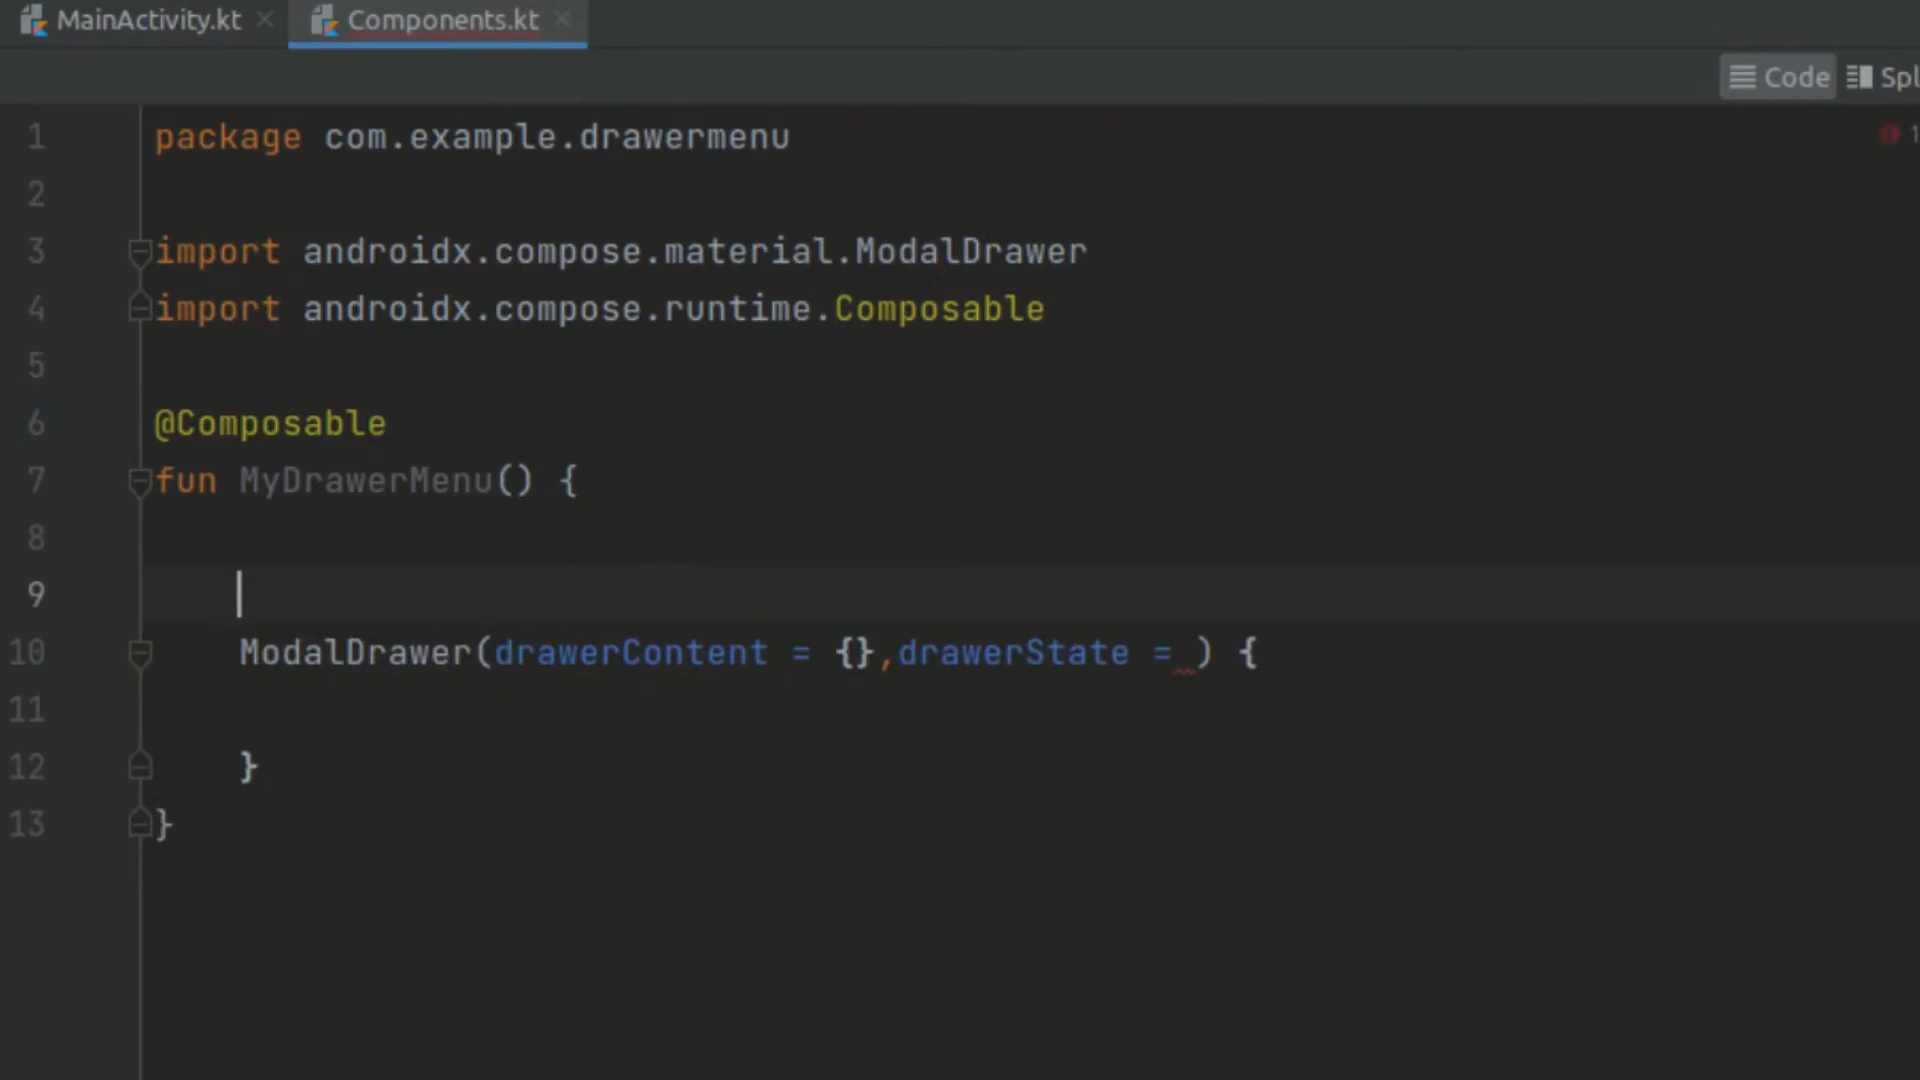 MainActivity.kt
Components.kt
Code
Spl
1 package com.example.drawermenu
1
2
3 import androidx.compose.material.ModalDrawer
4 import androidx.compose.runtime.Composable
5
6 @Composable
7 fun MyDrawerMenu() {
8
9
10 ModalDrawer(drawerContent = {},drawerState = ) {
11
12 }
13 }